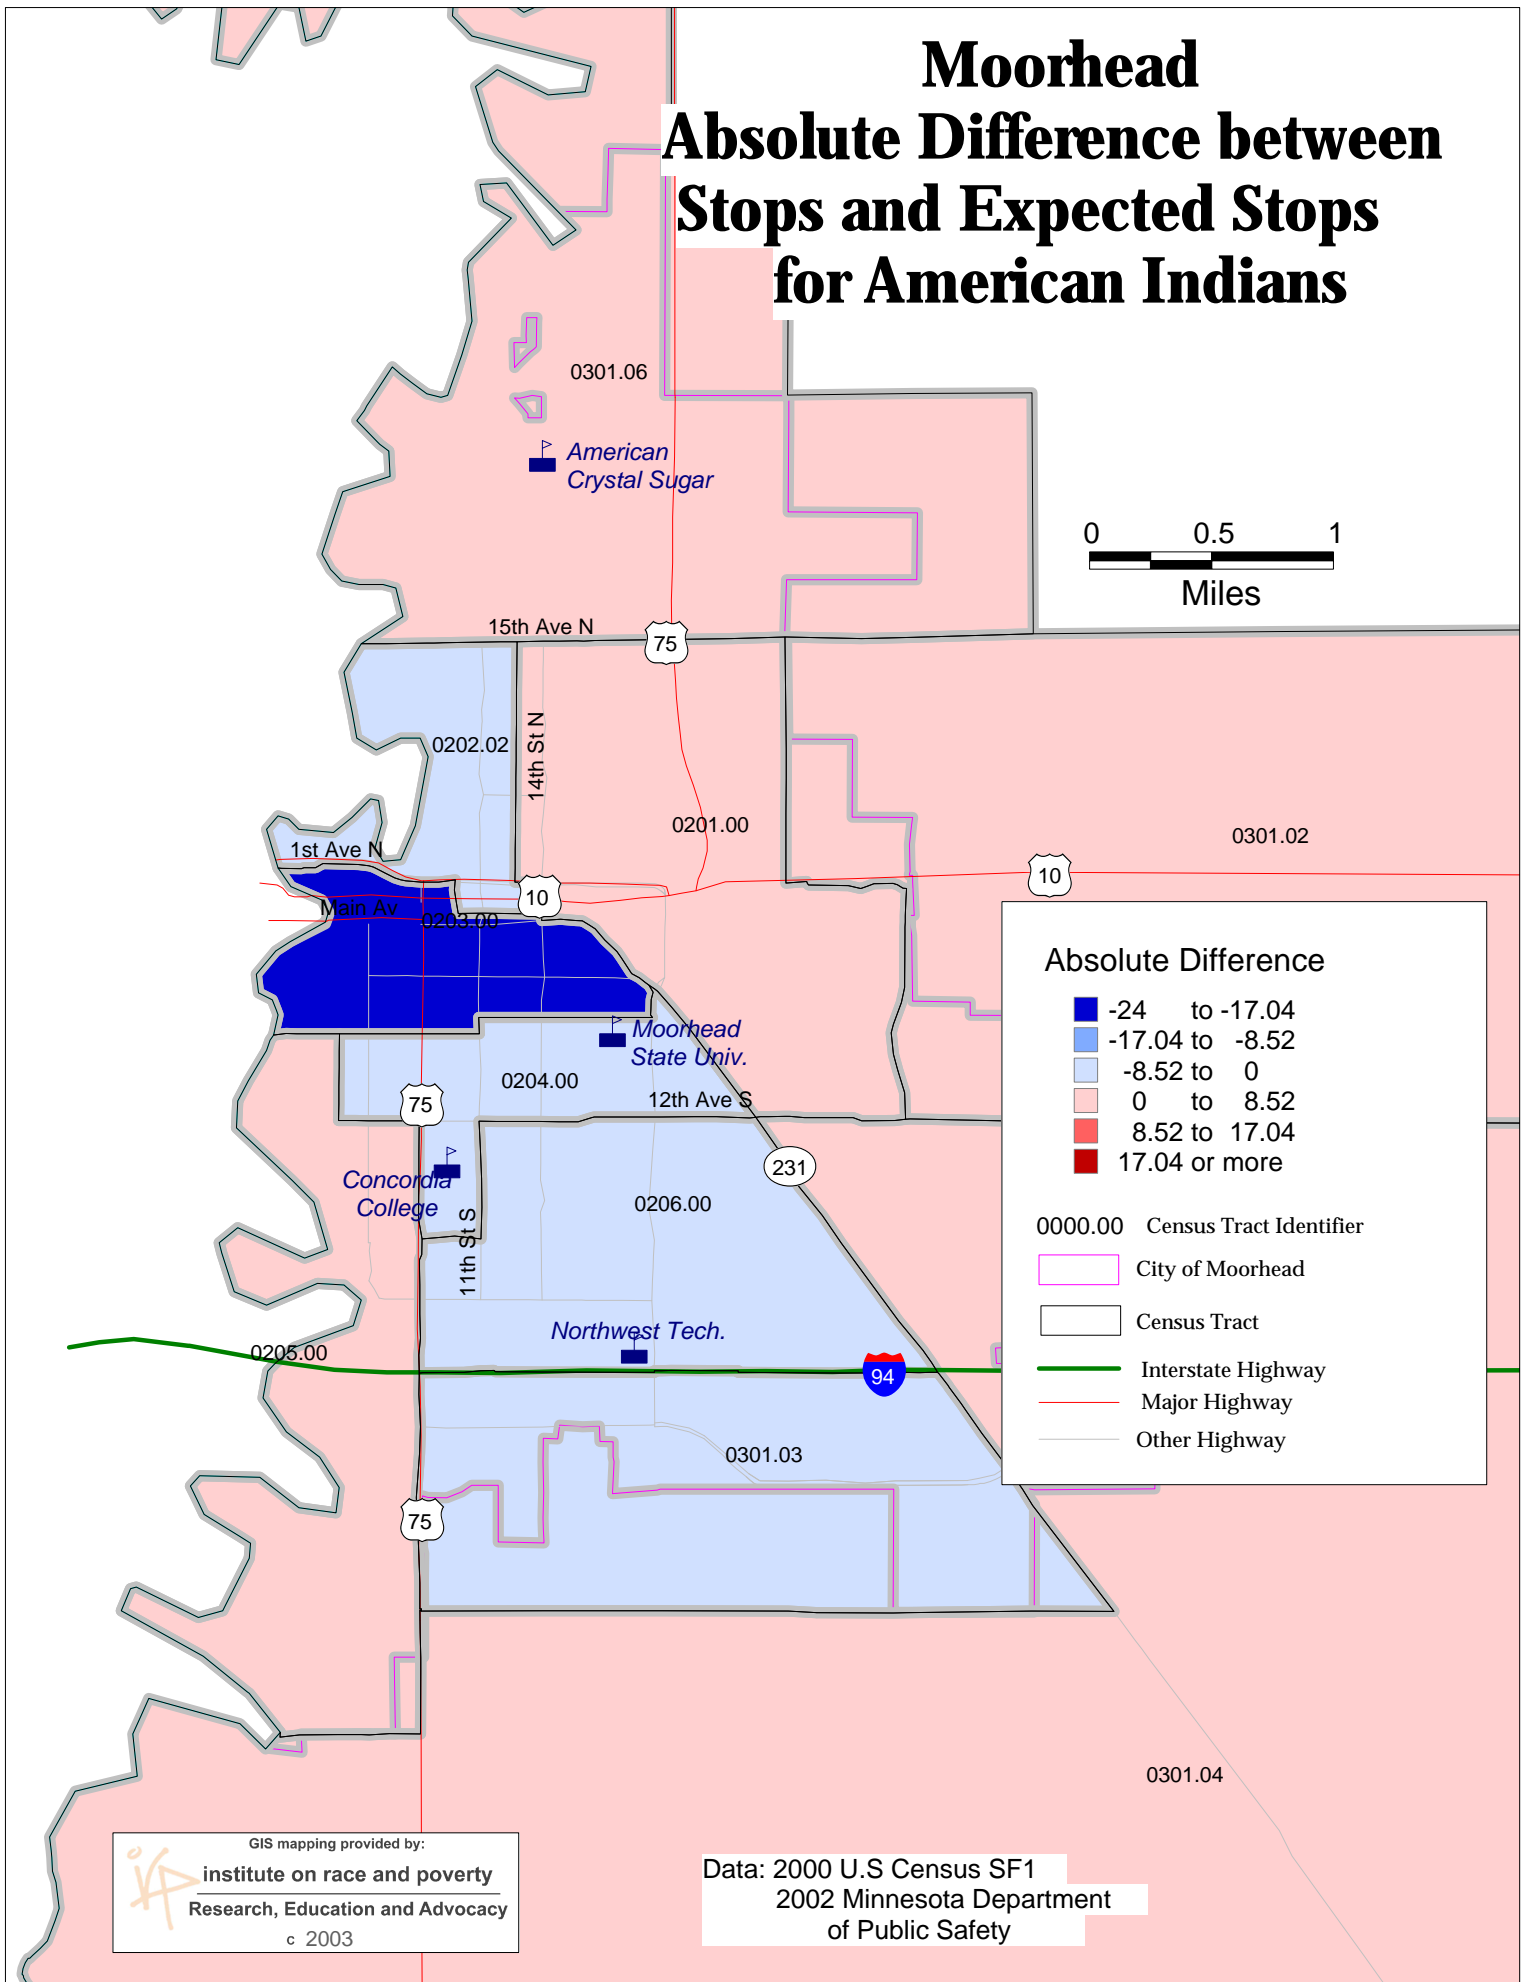 Moorhead
Absolute Difference between
Stops and Expected Stops
for American Indians
0301.06
American
Crystal Sugar
0 0.5 1
Miles
15th Ave N
75
0202.02
14th St N
0201.00
0301.02
1st Ave N
10
10
Main Av
0203.00
Moorhead
State Univ.
0204.00
12th Ave S
75
231
Concordia
College
11th St S
0206.00
Northwest Tech.
0205.00
94
0301.03
75
0301.04
Absolute Difference
-24 to -17.04
-17.04 to -8.52
-8.52 to 0
0 to 8.52
8.52 to 17.04
17.04 or more
0000.00 Census Tract Identifier
City of Moorhead
Census Tract
Interstate Highway
Major Highway
Other Highway
GIS mapping provided by:
irp
institute on race and poverty
Research, Education and Advocacy
c 2003
Data: 2000 U.S Census SF1
2002 Minnesota Department
of Public Safety